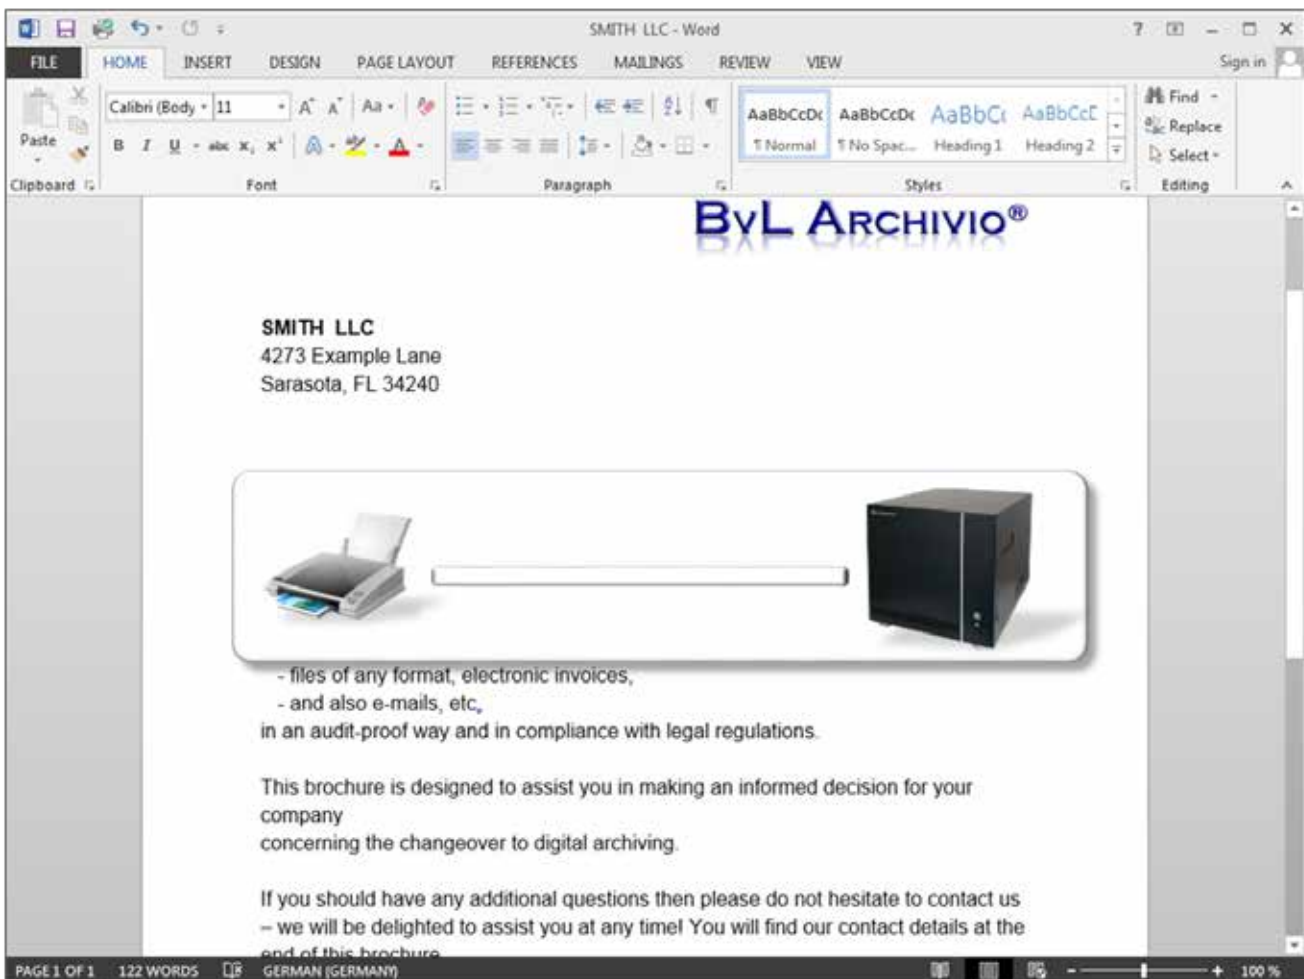 SMITH LLC - Word
?
FILE HOME INSERT DESIGN PAGE LAYOUT REFERENCES MAILINGS REVIEW VIEW Sign in
Paste
Calibri (Body 11
Aa
B I U abc X₂ X² A A
AaBbCcDc AaBbCcDc AaBbCc AaBbCcC
¶ Normal ¶ No Spac... Heading 1 Heading 2
Find
Replace
Select
Clipboard Font Paragraph Styles Editing
BvL Archivio®
SMITH LLC
4273 Example Lane
Sarasota, FL 34240
- files of any format, electronic invoices,
- and also e-mails, etc,
in an audit-proof way and in compliance with legal regulations.
This brochure is designed to assist you in making an informed decision for your
company
concerning the changeover to digital archiving.
If you should have any additional questions then please do not hesitate to contact us
– we will be delighted to assist you at any time! You will find our contact details at the
end of this brochure
PAGE 1 OF 1 122 WORDS GERMAN (GERMANY) 100 %